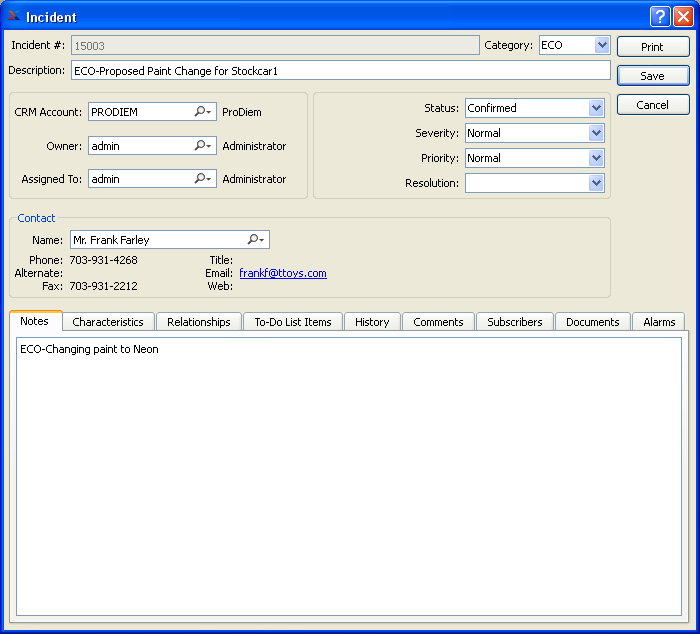 Incident
Incident #: 15003 Category: ECO Print
Description: ECO-Proposed Paint Change for Stockcar1 Save
Cancel
CRM Account: PRODIEM ProDiem
Owner: admin Administrator
Assigned To: admin Administrator
Status: Confirmed
Severity: Normal
Priority: Normal
Resolution:
Contact
Name: Mr. Frank Farley
Phone: 703-931-4268 Title:
Alternate: Email: frankf@ttoys.com
Fax: 703-931-2212 Web:
Notes Characteristics Relationships To-Do List Items History Comments Subscribers Documents Alarms
ECO-Changing paint to Neon